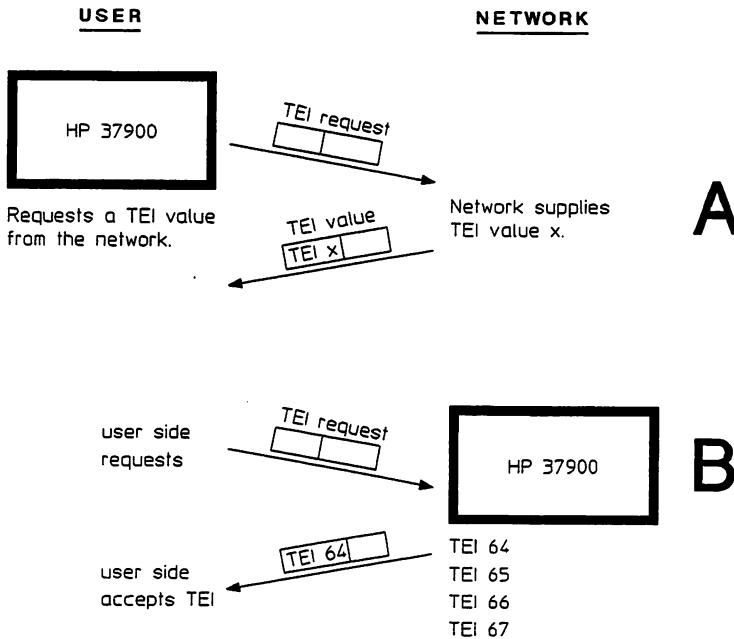 USER
NETWORK
HP 37900
TEI request
Requests a TEI value
from the network.
TEI value
TEI x
Network supplies
TEI value x.
A
user side
requests
TEI request
HP 37900
B
user side
accepts TEI
TEI 64
TEI 64
TEI 65
TEI 66
TEI 67